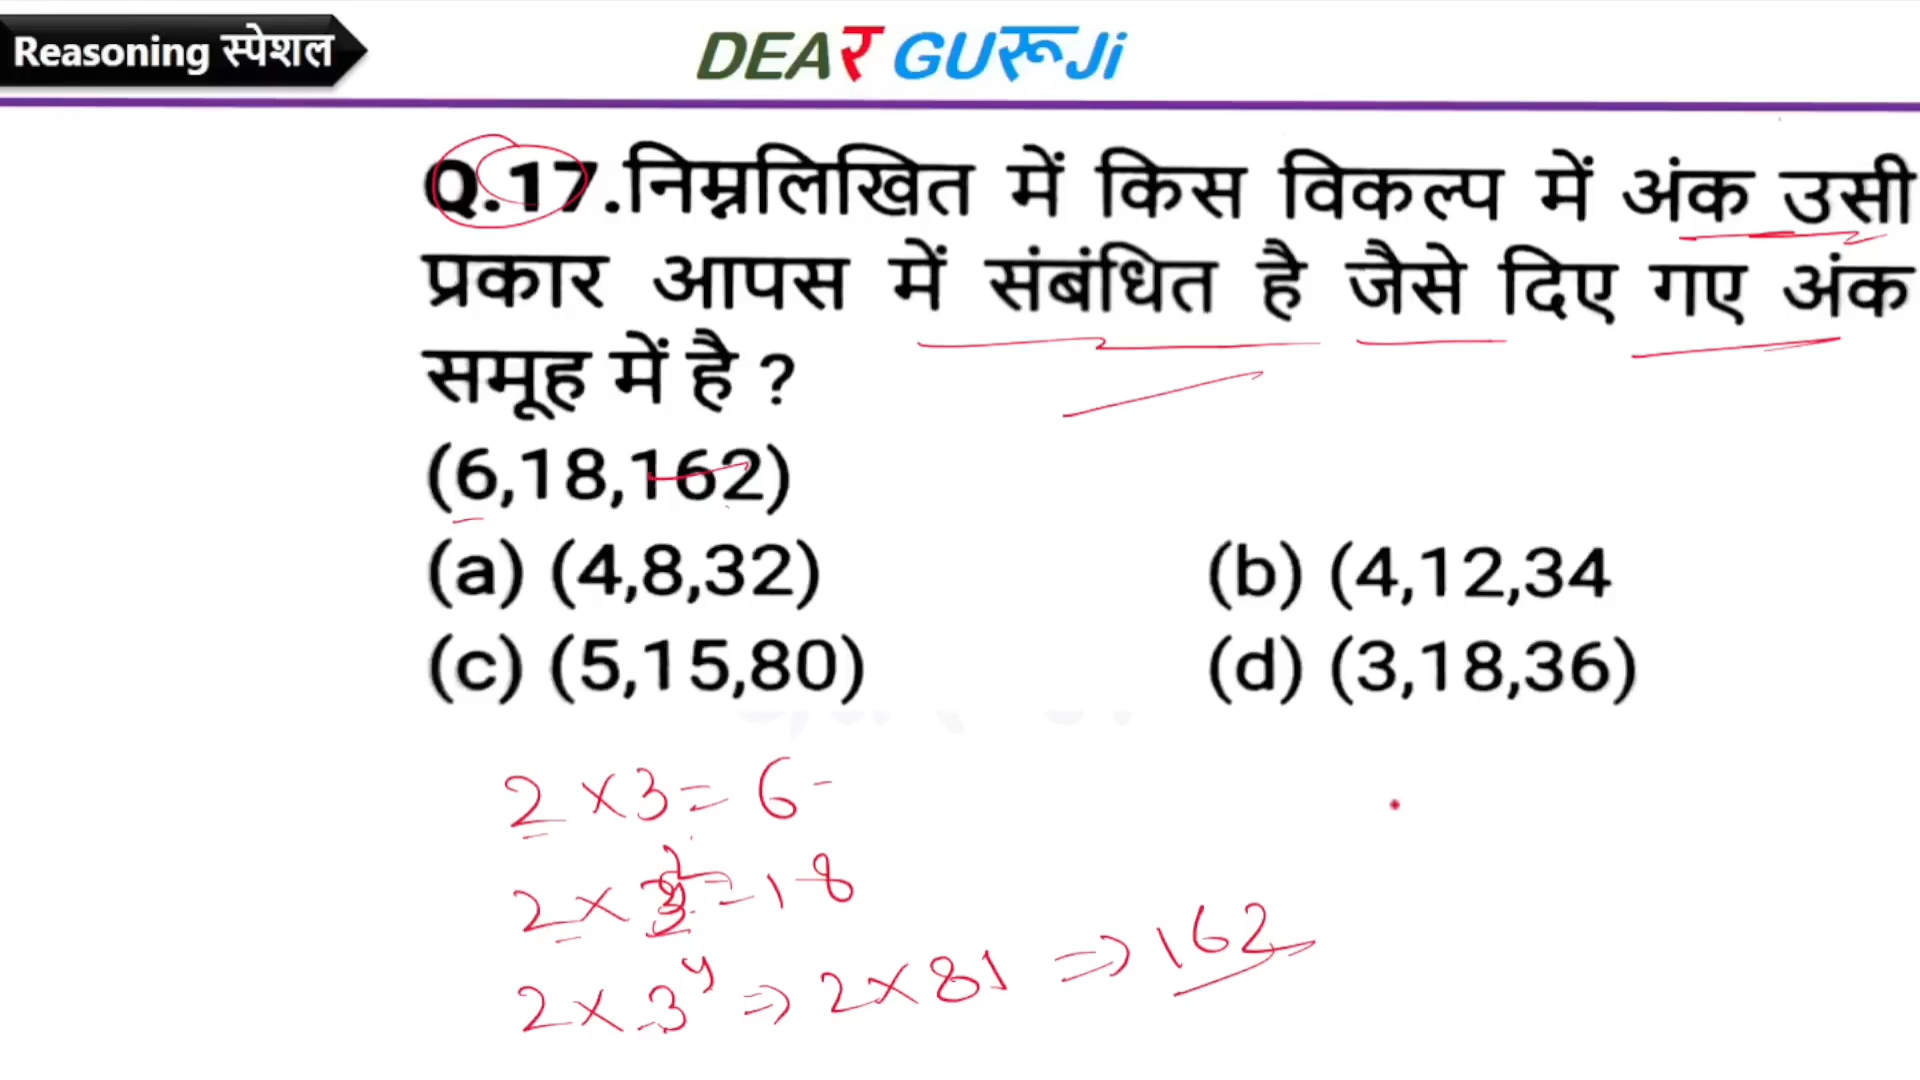 Reasoning स्पेशल
DEAर GUरूJi
Q.17.निम्नलिखित में किस विकल्प में अंक उसी
प्रकार आपस में संबंधित है जैसे दिए गए अंक
समूह में है ?
(6,18,162)
(a) (4,8,32)
(b) (4,12,34
(c) (5,15,80)
(d) (3,18,36)
2 × 3 = 6
2 × 3² = 18
2 × 3⁴ ⇒ 2 × 81 ⇒ 162